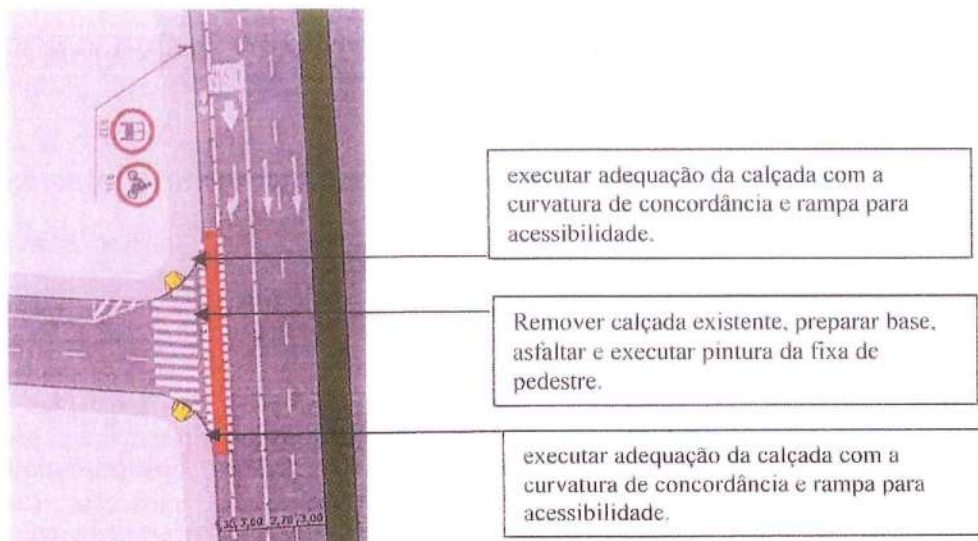 executar adequação da calçada com a
curvatura de concordância e rampa para
acessibilidade.
Remover calçada existente, preparar base,
asfaltar e executar pintura da fixa de
pedestre.
executar adequação da calçada com a
curvatura de concordância e rampa para
acessibilidade.